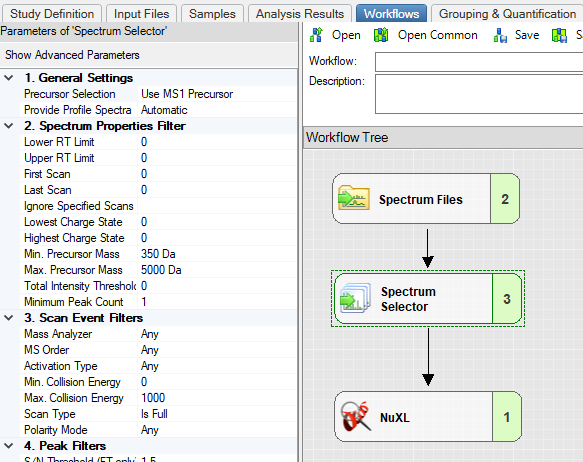 Study Definition Input Files Samples Analysis Results Workflows Grouping & Quantification
Parameters of 'Spectrum Selector'
Show Advanced Parameters
1. General Settings
Precursor Selection Use MS1 Precursor
Provide Profile Spectra Automatic
2. Spectrum Properties Filter
Lower RT Limit 0
Upper RT Limit 0
First Scan 0
Last Scan 0
Ignore Specified Scans
Lowest Charge State 0
Highest Charge State 0
Min. Precursor Mass 350 Da
Max. Precursor Mass 5000 Da
Total Intensity Threshold 0
Minimum Peak Count 1
3. Scan Event Filters
Mass Analyzer Any
MS Order Any
Activation Type Any
Min. Collision Energy 0
Max. Collision Energy 1000
Scan Type Is Full
Polarity Mode Any
4. Peak Filters
S/N Threshold (FT-only) 1.5
Open Open Common Save S
Workflow:
Description:
Workflow Tree
Spectrum Files 2
Spectrum
Selector 3
NuXL 1